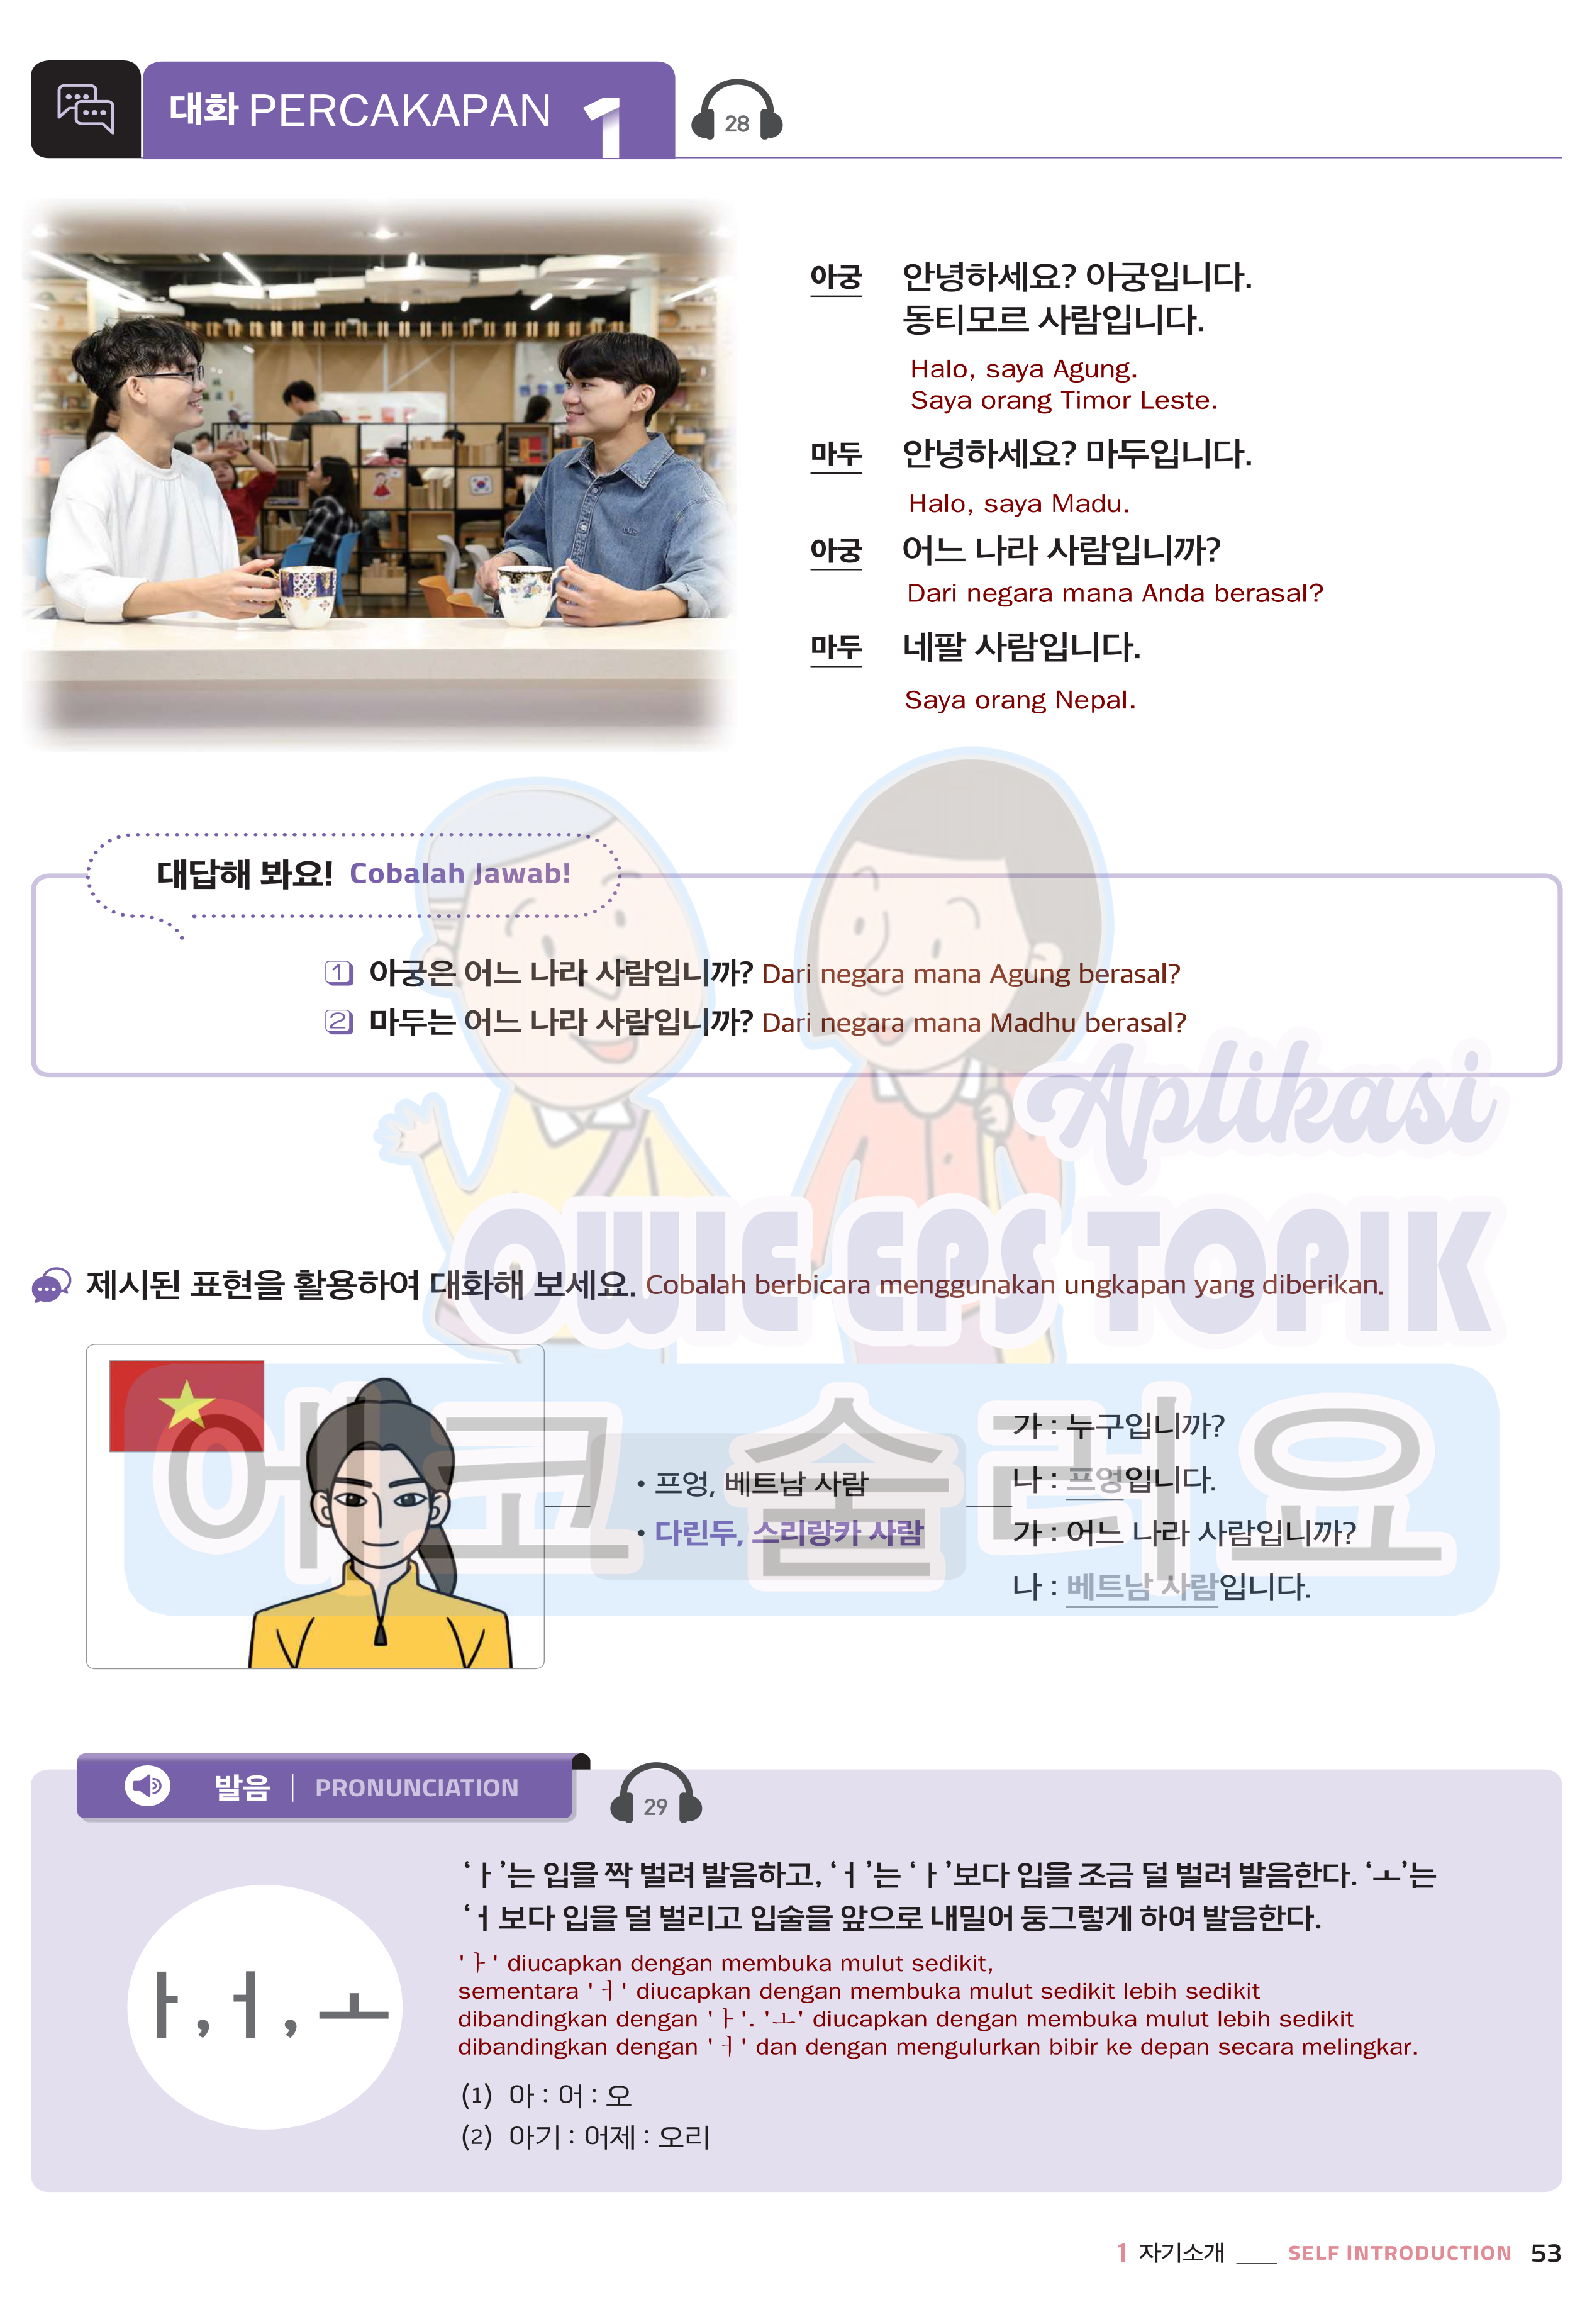 대화 PERCAKAPAN 1
28
아궁 안녕하세요? 아궁입니다.
동티모르 사람입니다.
Halo, saya Agung.
Saya orang Timor Leste.
마두 안녕하세요? 마두입니다.
Halo, saya Madu.
아궁 어느 나라 사람입니까?
Dari negara mana Anda berasal?
마두 네팔 사람입니다.
Saya orang Nepal.
대답해 봐요! Cobalah Jawab!
1 아궁은 어느 나라 사람입니까? Dari negara mana Agung berasal?
2 마두는 어느 나라 사람입니까? Dari negara mana Madhu berasal?
Aplikasi
OWIE EPS TOPIK
제시된 표현을 활용하여 대화해 보세요. Cobalah berbicara menggunakan ungkapan yang diberikan.
어코 술러요
• 프엉, 베트남 사람
• 다린두, 스리랑카 사람
가 : 누구입니까?
나 : 프엉입니다.
가 : 어느 나라 사람입니까?
나 : 베트남 사람입니다.
발음 | PRONUNCIATION
29
ㅏ, ㅓ, ㅗ
‘ㅏ’는 입을 짝 벌려 발음하고, ‘ㅓ’는 ‘ㅏ’보다 입을 조금 덜 벌려 발음한다. ‘ㅗ’는
‘ㅓ보다 입을 덜 벌리고 입술을 앞으로 내밀어 둥그렇게 하여 발음한다.
'ㅏ' diucapkan dengan membuka mulut sedikit,
sementara 'ㅓ' diucapkan dengan membuka mulut sedikit lebih sedikit
dibandingkan dengan 'ㅏ'. 'ㅗ' diucapkan dengan membuka mulut lebih sedikit
dibandingkan dengan 'ㅓ' dan dengan mengulurkan bibir ke depan secara melingkar.
(1) 아 : 어 : 오
(2) 아기 : 어제 : 오리
1 자기소개 ___ SELF INTRODUCTION 53